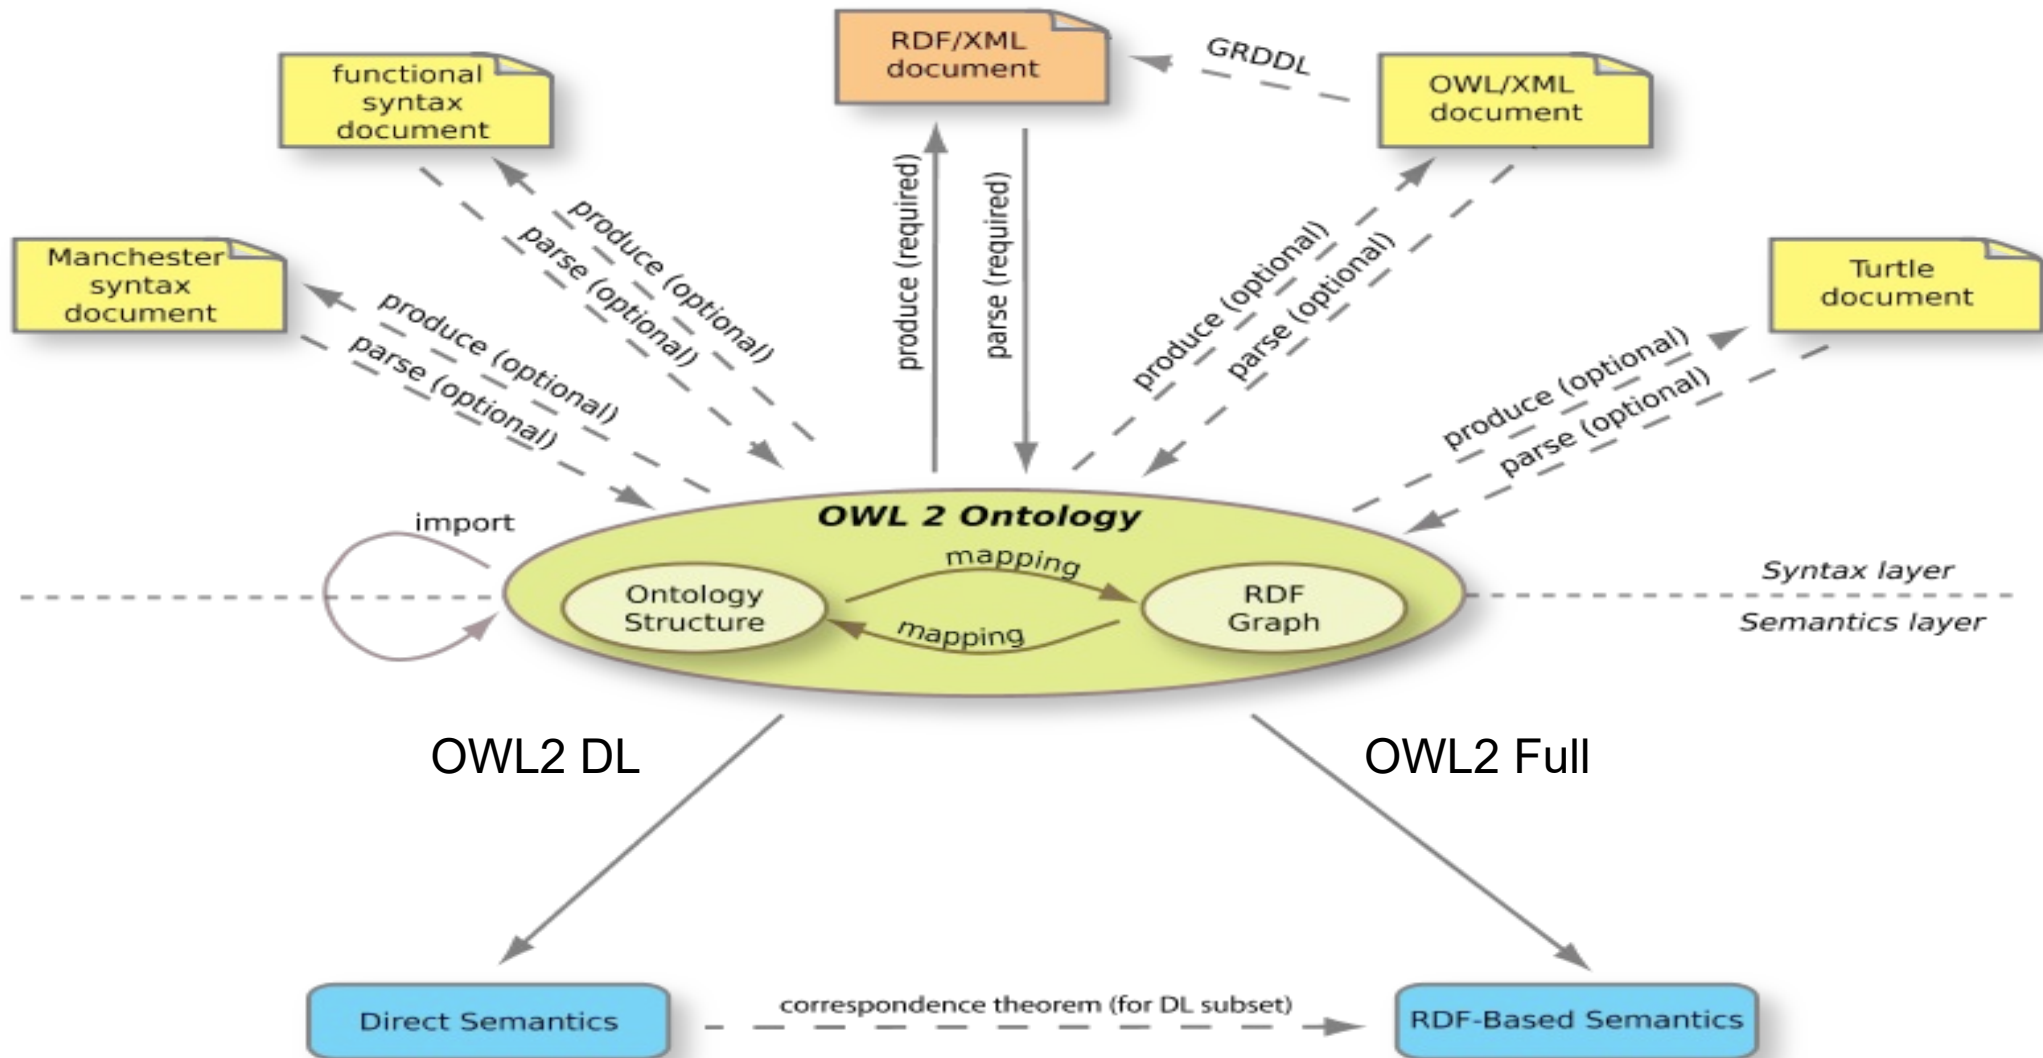 RDF/XML
document
GRDDL
functional
syntax
document
OWL/XML
document
Manchester
syntax
document
Turtle
document
produce (optional)
parse (optional)
produce (optional)
parse (optional)
produce (required)
parse (required)
produce (optional)
parse (optional)
produce (optional)
parse (optional)
import
OWL 2 Ontology
mapping
Ontology
Structure
RDF
Graph
mapping
Syntax layer
Semantics layer
OWL2 DL
OWL2 Full
Direct Semantics
correspondence theorem (for DL subset)
RDF-Based Semantics